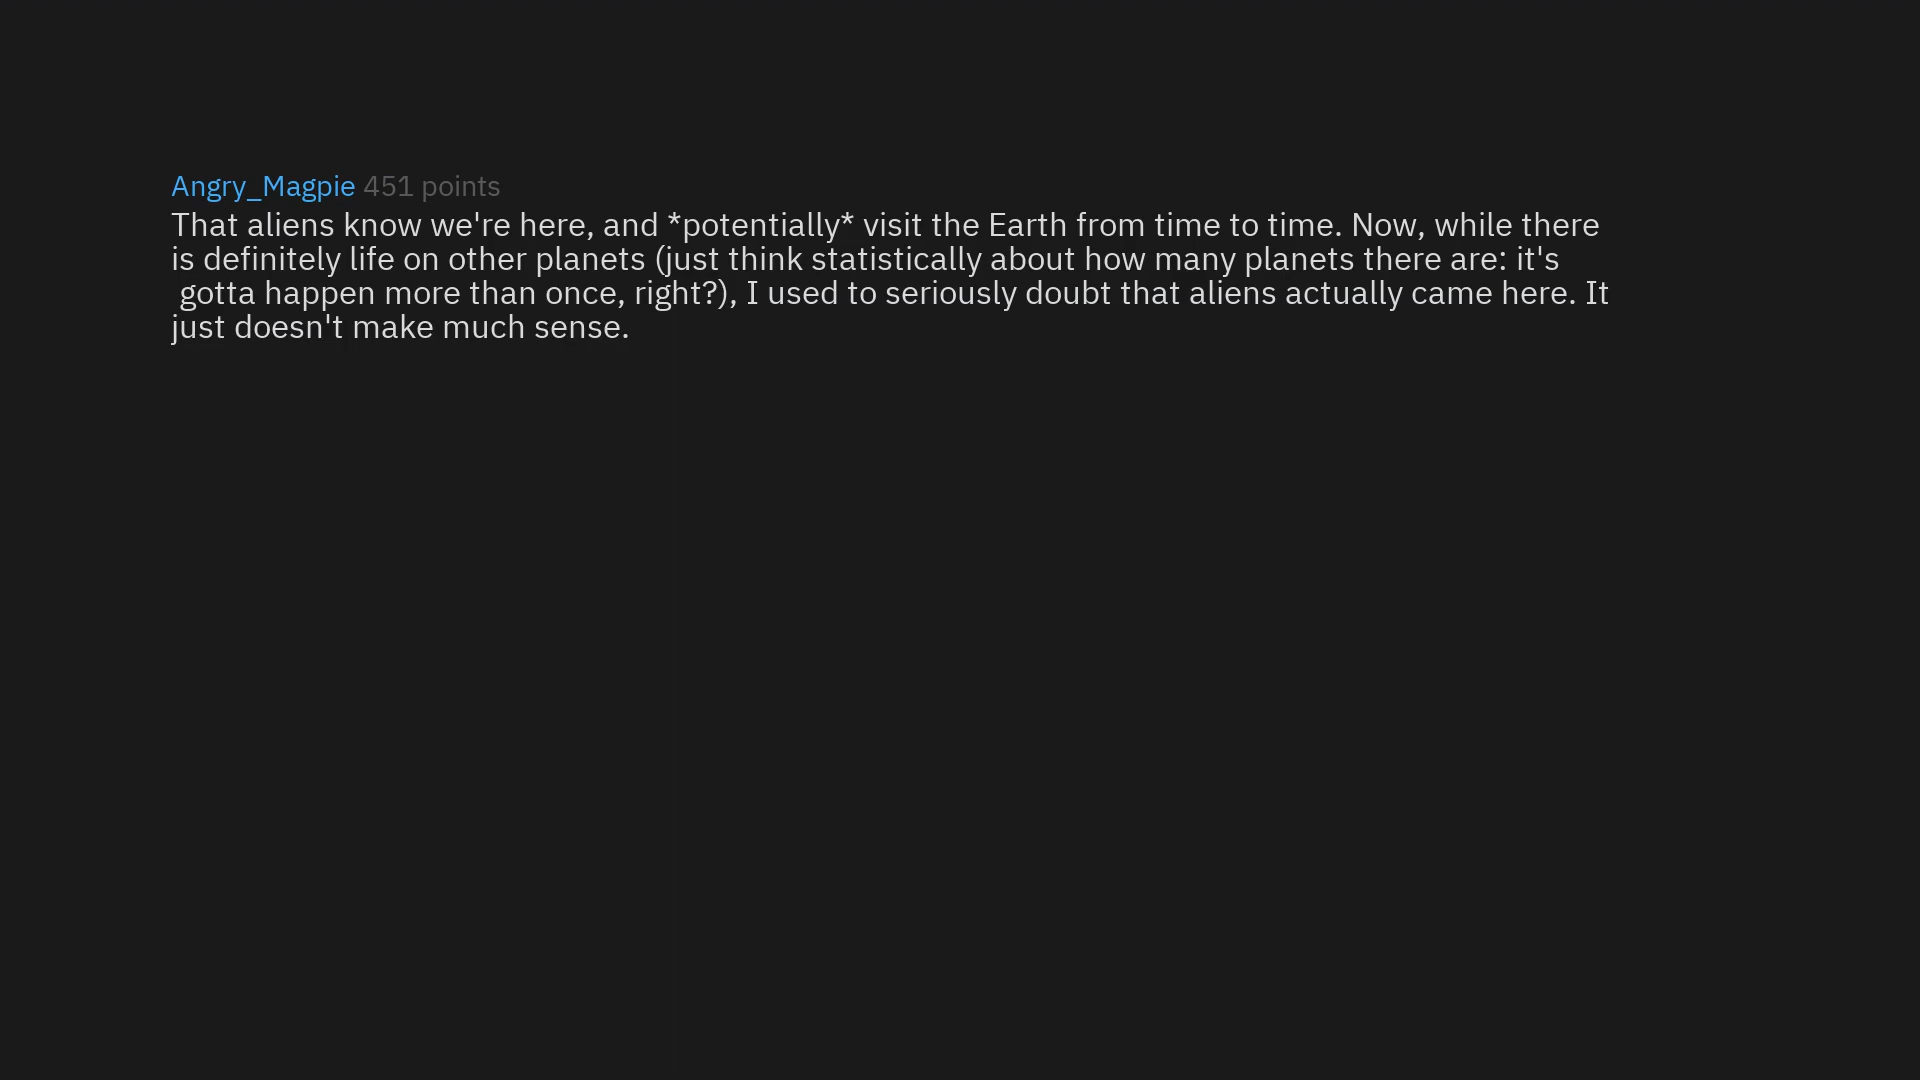 Angry_Magpie 451 points
That aliens know we're here, and *potentially* visit the Earth from time to time. Now, while there
is definitely life on other planets (just think statistically about how many planets there are: it's
gotta happen more than once, right?), I used to seriously doubt that aliens actually came here. It
just doesn't make much sense.